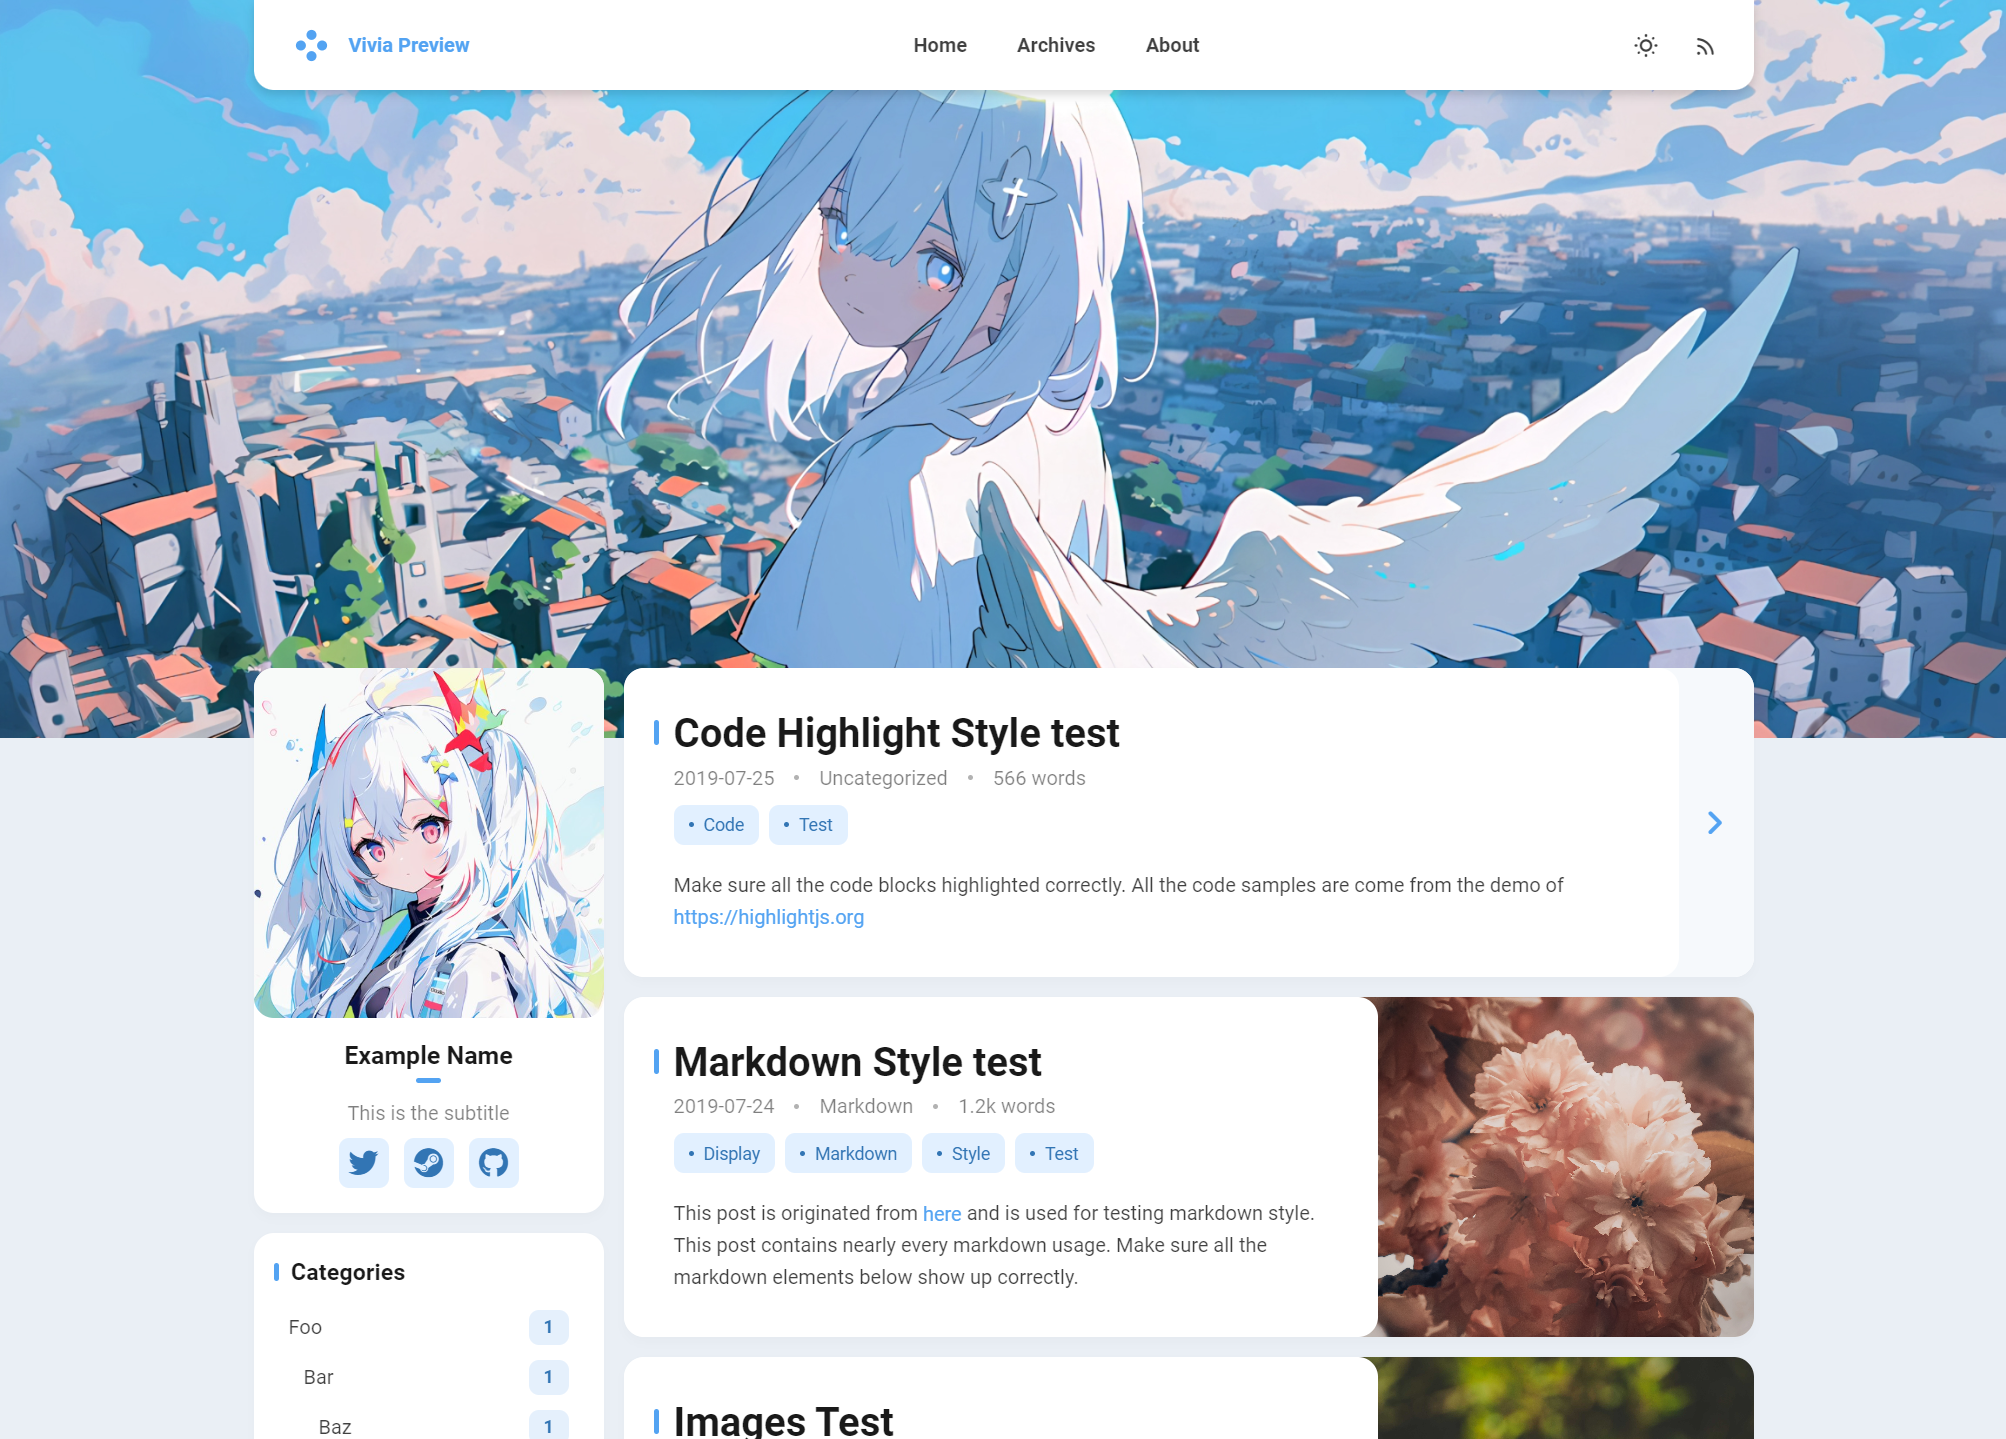 Vivia Preview
Home
Archives
About
Example Name
This is the subtitle
Categories
Foo 1
Bar 1
Baz 1
Code Highlight Style test
2019-07-25 • Uncategorized • 566 words
• Code • Test
Make sure all the code blocks highlighted correctly. All the code samples are come from the demo of
https://highlightjs.org
Markdown Style test
2019-07-24 • Markdown • 1.2k words
• Display • Markdown • Style • Test
This post is originated from here and is used for testing markdown style.
This post contains nearly every markdown usage. Make sure all the
markdown elements below show up correctly.
Images Test